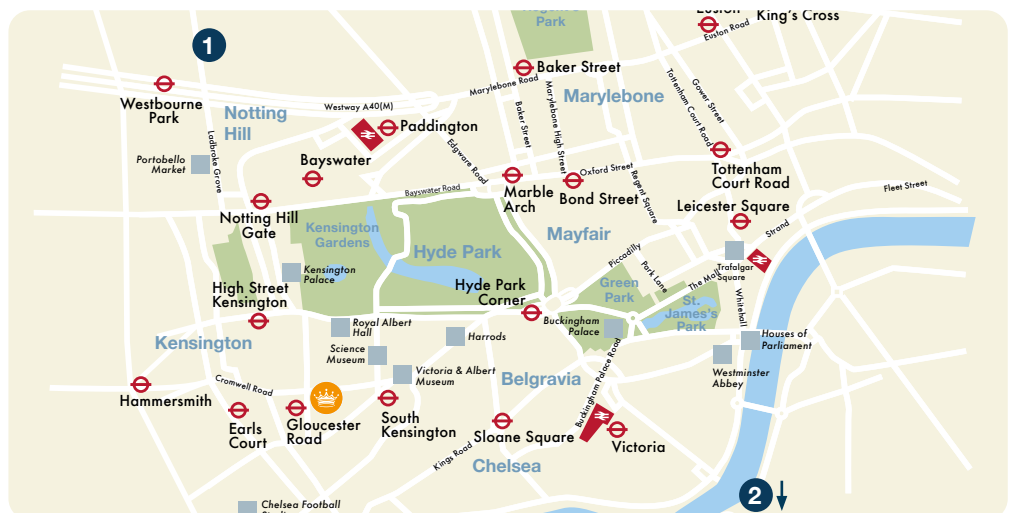 Park
Euston
King's Cross
Euston Road
1
Baker Street
Westbourne
Park
Marylebone Road
Marylebone
Tottenham Court Road
Gower Street
Westway A40(M)
Notting
Hill
Paddington
Baker Street
Marylebone High Street
Ladbroke Grove
Portobello
Market
Bayswater
Edgware Road
Oxford Street
Tottenham
Court Road
Marble
Arch
Bond Street
Regent Square
Fleet Street
Bayswater Road
Notting Hill
Gate
Leicester Square
Kensington
Gardens
Hyde Park
Mayfair
Strand
Piccadilly
Trafalgar
Square
Kensington
Palace
Park Lane
The Mall
High Street
Kensington
Hyde Park
Corner
Green
Park
St.
James's
Park
Whitehall
Buckingham
Palace
Royal Albert
Hall
Harrods
Houses of
Parliament
Kensington
Science
Museum
Victoria & Albert
Museum
Belgravia
Buckingham Palace Road
Westminster
Abbey
Hammersmith
Cromwell Road
Earls
Court
Gloucester
Road
South
Kensington
Sloane Square
Victoria
Kings Road
Chelsea
2
Chelsea Football